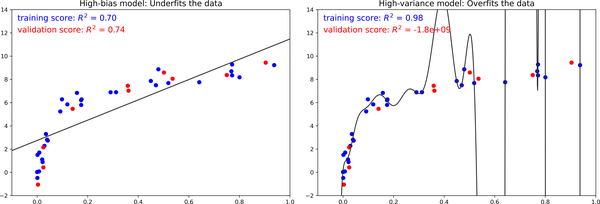 High-bias model: Underfits the data
training score: R² = 0.70
validation score: R² = 0.74
14
12
10
8
6
4
2
0
−2
0.0 0.2 0.4 0.6 0.8 1.0
High-variance model: Overfits the data
training score: R² = 0.98
validation score: R² = -1.8e+09
14
12
10
8
6
4
2
0
−2
0.0 0.2 0.4 0.6 0.8 1.0